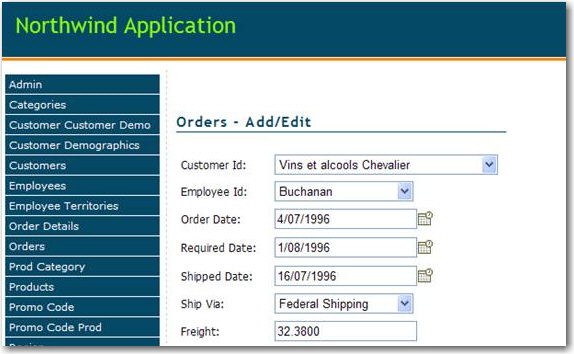 Northwind Application
Admin
Categories
Customer Customer Demo
Customer Demographics
Customers
Employees
Employee Territories
Order Details
Orders
Prod Category
Products
Promo Code
Promo Code Prod
Orders - Add/Edit
Customer Id: Vins et alcools Chevalier
Employee Id: Buchanan
Order Date: 4/07/1996
Required Date: 1/08/1996
Shipped Date: 16/07/1996
Ship Via: Federal Shipping
Freight: 32.3800